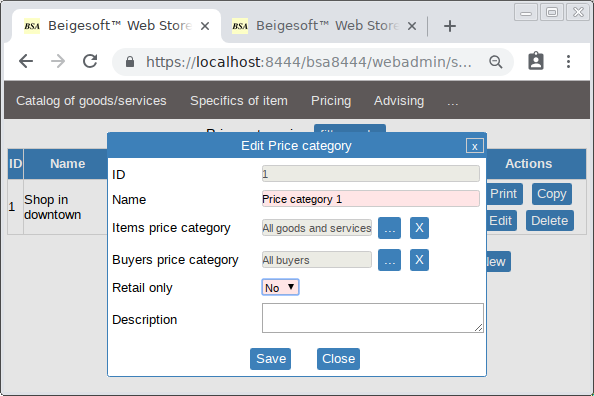 BSA Beigesoft™ Web Store x
BSA Beigesoft™ Web Store x
https://localhost:8444/bsa8444/webadmin/s...
Catalog of goods/services Specifics of item Pricing Advising ...
Edit Price category x
ID Name Actions
1 Shop in downtown Print Copy
Edit Delete
ID 1
Name Price category 1
Items price category All goods and services ... X
Buyers price category All buyers ... X
Retail only No
Description
Save Close